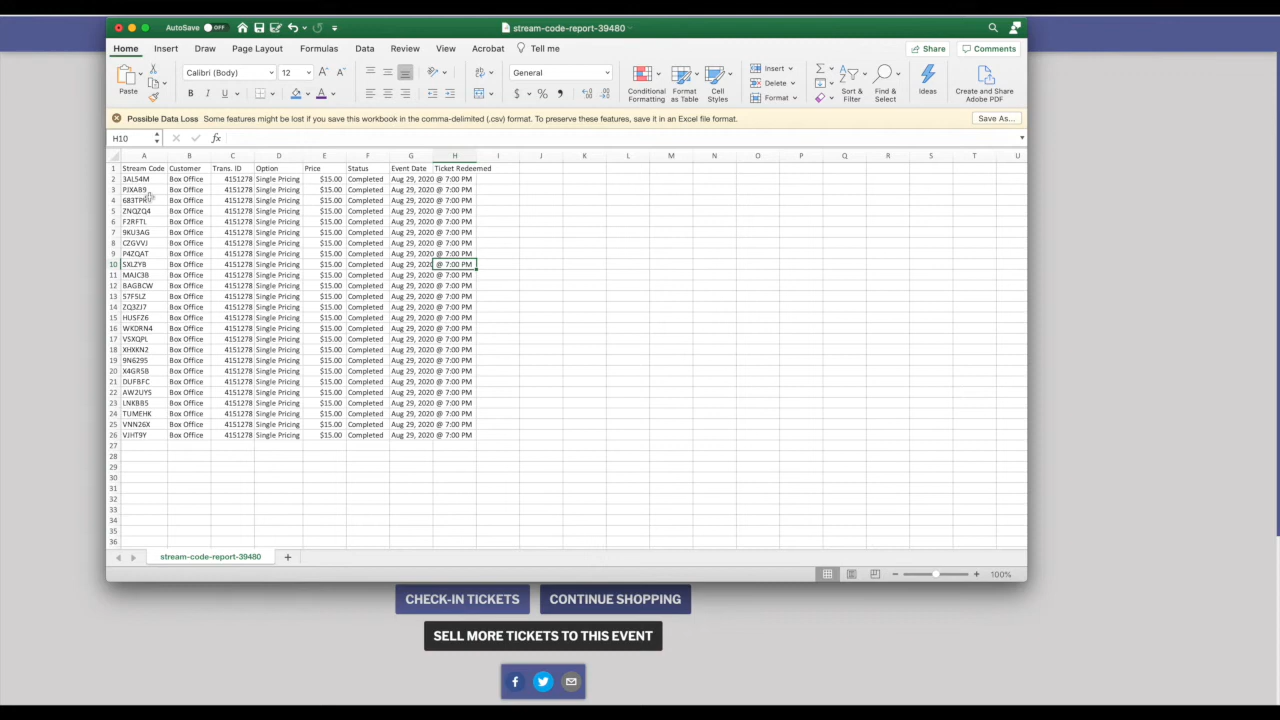 AutoSave OFF stream-code-report-39480
Home Insert Draw Page Layout Formulas Data Review View Acrobat Tell me Share Comments
Paste Calibri (Body) 12 A A General Conditional Formatting Format as Table Cell Styles Insert Delete Format Sort & Filter Find & Select Ideas Create and Share Adobe PDF
B I U A $ % 
Possible Data Loss Some features might be lost if you save this workbook in the comma-delimited (.csv) format. To preserve these features, save it in an Excel file format. Save As...
H10 fx
A B C D E F G H I J K L M N O P Q R S T U
1 Stream Code Customer Trans. ID Option Price Status Event Date Ticket Redeemed
2 3AL54M Box Office 4151278 Single Pricing $15.00 Completed Aug 29, 2020 @ 7:00 PM
3 PJXAB9 Box Office 4151278 Single Pricing $15.00 Completed Aug 29, 2020 @ 7:00 PM
4 683TPK Box Office 4151278 Single Pricing $15.00 Completed Aug 29, 2020 @ 7:00 PM
5 ZNQZQ4 Box Office 4151278 Single Pricing $15.00 Completed Aug 29, 2020 @ 7:00 PM
6 F2RFTL Box Office 4151278 Single Pricing $15.00 Completed Aug 29, 2020 @ 7:00 PM
7 9KU3AG Box Office 4151278 Single Pricing $15.00 Completed Aug 29, 2020 @ 7:00 PM
8 CZGVVJ Box Office 4151278 Single Pricing $15.00 Completed Aug 29, 2020 @ 7:00 PM
9 P4ZQAT Box Office 4151278 Single Pricing $15.00 Completed Aug 29, 2020 @ 7:00 PM
10 SXLZYB Box Office 4151278 Single Pricing $15.00 Completed Aug 29, 2020 @ 7:00 PM
11 MAJC3B Box Office 4151278 Single Pricing $15.00 Completed Aug 29, 2020 @ 7:00 PM
12 BAGBCW Box Office 4151278 Single Pricing $15.00 Completed Aug 29, 2020 @ 7:00 PM
13 S7F5LZ Box Office 4151278 Single Pricing $15.00 Completed Aug 29, 2020 @ 7:00 PM
14 ZQ3ZJ7 Box Office 4151278 Single Pricing $15.00 Completed Aug 29, 2020 @ 7:00 PM
15 HUSFZ6 Box Office 4151278 Single Pricing $15.00 Completed Aug 29, 2020 @ 7:00 PM
16 WKDRN4 Box Office 4151278 Single Pricing $15.00 Completed Aug 29, 2020 @ 7:00 PM
17 VSXQPL Box Office 4151278 Single Pricing $15.00 Completed Aug 29, 2020 @ 7:00 PM
18 XHXKN2 Box Office 4151278 Single Pricing $15.00 Completed Aug 29, 2020 @ 7:00 PM
19 9N6295 Box Office 4151278 Single Pricing $15.00 Completed Aug 29, 2020 @ 7:00 PM
20 X4GR5B Box Office 4151278 Single Pricing $15.00 Completed Aug 29, 2020 @ 7:00 PM
21 DUFBFC Box Office 4151278 Single Pricing $15.00 Completed Aug 29, 2020 @ 7:00 PM
22 AW2UYS Box Office 4151278 Single Pricing $15.00 Completed Aug 29, 2020 @ 7:00 PM
23 LNKBB5 Box Office 4151278 Single Pricing $15.00 Completed Aug 29, 2020 @ 7:00 PM
24 TUMEHK Box Office 4151278 Single Pricing $15.00 Completed Aug 29, 2020 @ 7:00 PM
25 VNN26X Box Office 4151278 Single Pricing $15.00 Completed Aug 29, 2020 @ 7:00 PM
26 VJHT9Y Box Office 4151278 Single Pricing $15.00 Completed Aug 29, 2020 @ 7:00 PM
27
28
29
30
31
32
33
34
35
36
stream-code-report-39480 +
100%
CHECK-IN TICKETS CONTINUE SHOPPING
SELL MORE TICKETS TO THIS EVENT